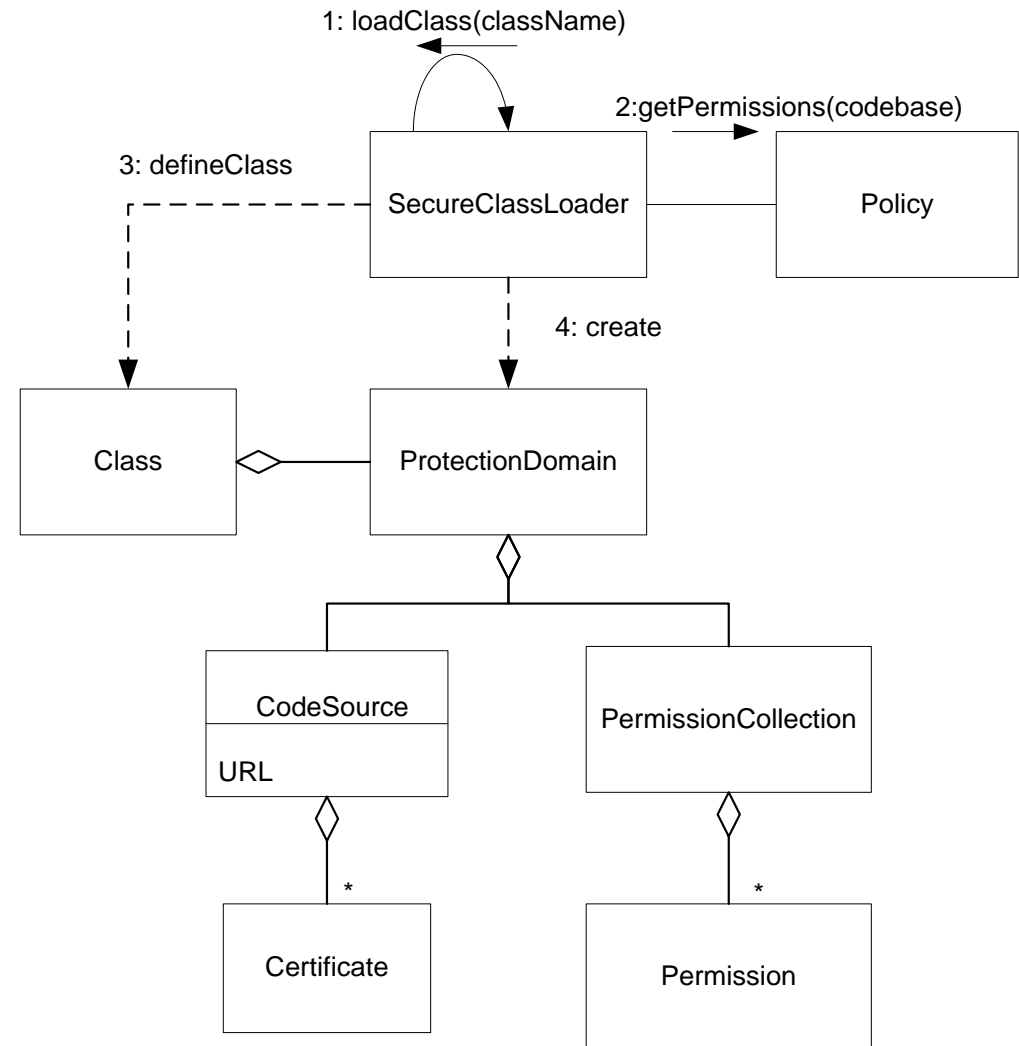 1: loadClass(className)
2:getPermissions(codebase)
3: defineClass
SecureClassLoader
Policy
4: create
Class
ProtectionDomain
CodeSource
PermissionCollection
URL
*
*
Certificate
Permission